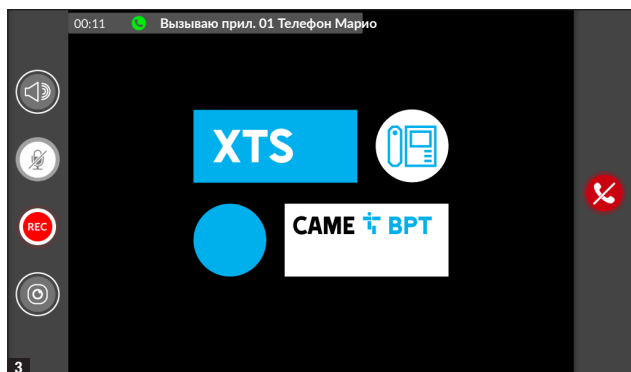 00:11 Вызываю прил. 01 Телефон Марио
XTS
REC
CAME BPT
3